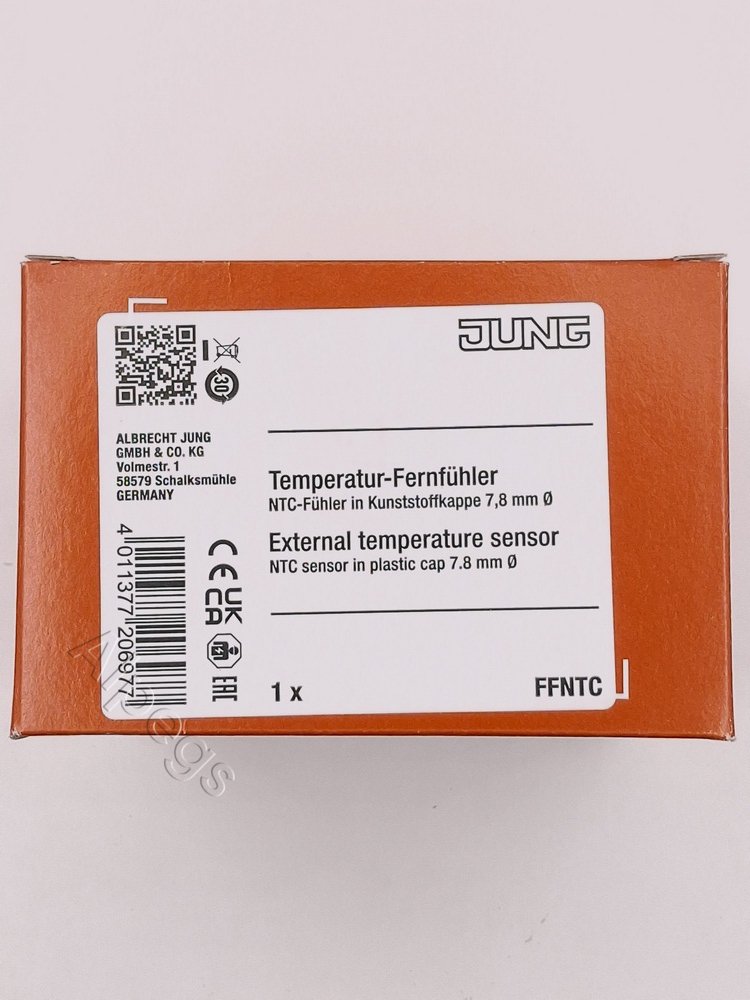 JUNG
30
ALBRECHT JUNG
GMBH & CO. KG
Volmestr. 1
58579 Schalksmühle
GERMANY
Temperatur-Fernfühler
NTC-Fühler in Kunststoffkappe 7,8 mm Ø
External temperature sensor
NTC sensor in plastic cap 7.8 mm Ø
4 011377 206977
CE
UK
CA
EAC
1 x
FFNTC
Alpegs